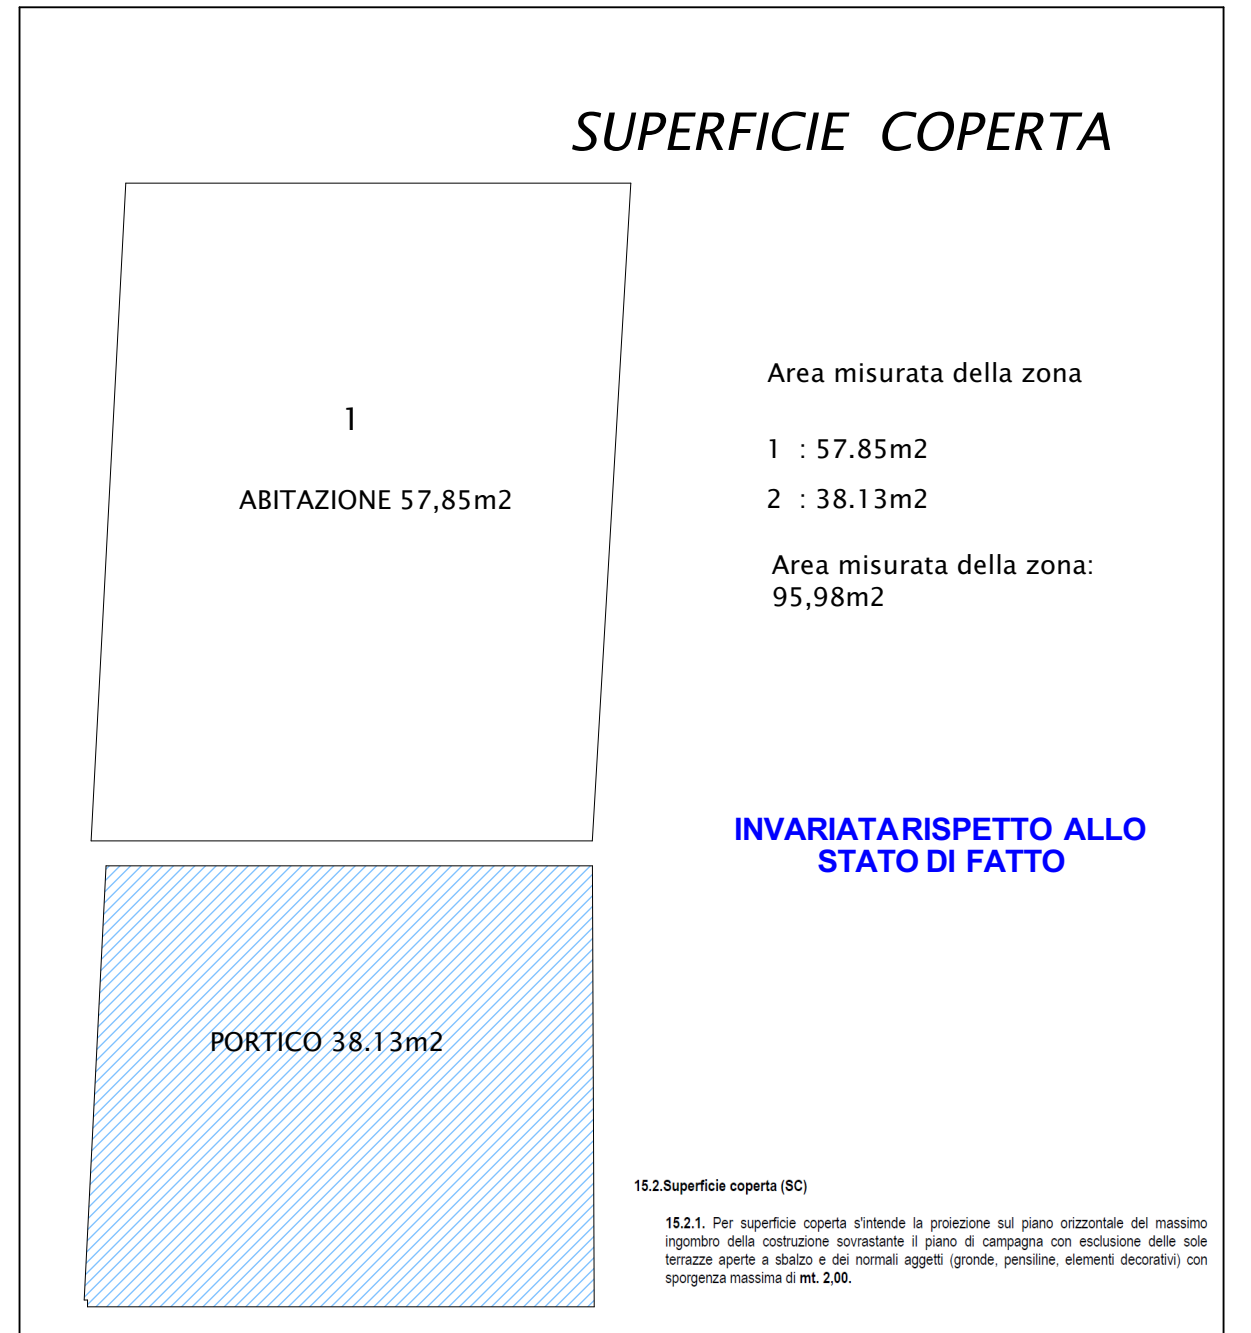 SUPERFICIE COPERTA
1
ABITAZIONE 57,85m2
Area misurata della zona
1 : 57.85m2
2 : 38.13m2
Area misurata della zona:
95,98m2
INVARIATARISPETTO ALLO
STATO DI FATTO
PORTICO 38.13m2
15.2.Superficie coperta (SC)
15.2.1. Per superficie coperta s'intende la proiezione sul piano orizzontale del massimo
ingombro della costruzione sovrastante il piano di campagna con esclusione delle sole
terrazze aperte a sbalzo e dei normali aggetti (gronde, pensiline, elementi decorativi) con
sporgenza massima di mt. 2,00.